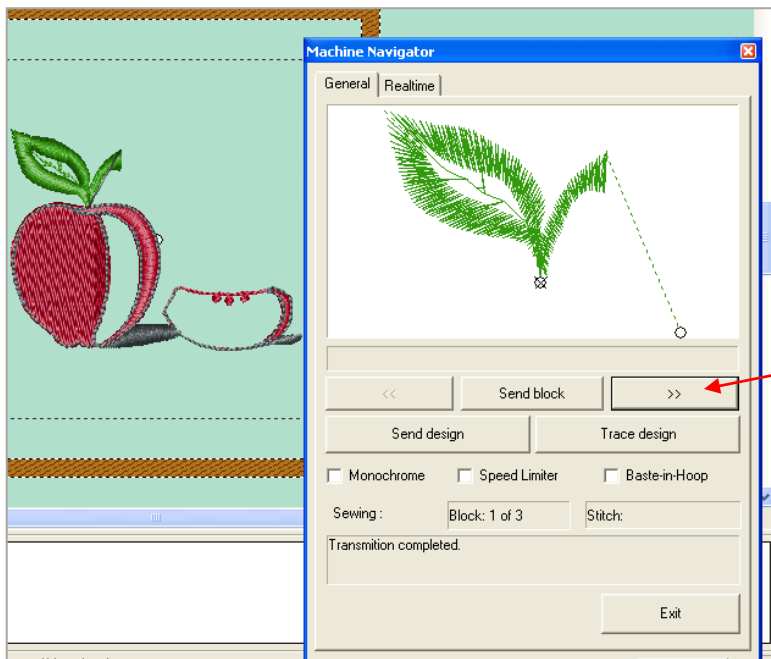 Machine Navigator
General Realtime
<< Send block >>
Send design Trace design
Monochrome Speed Limiter Baste-in-Hoop
Sewing : Block: 1 of 3 Stitch:
Transmition completed.
Exit